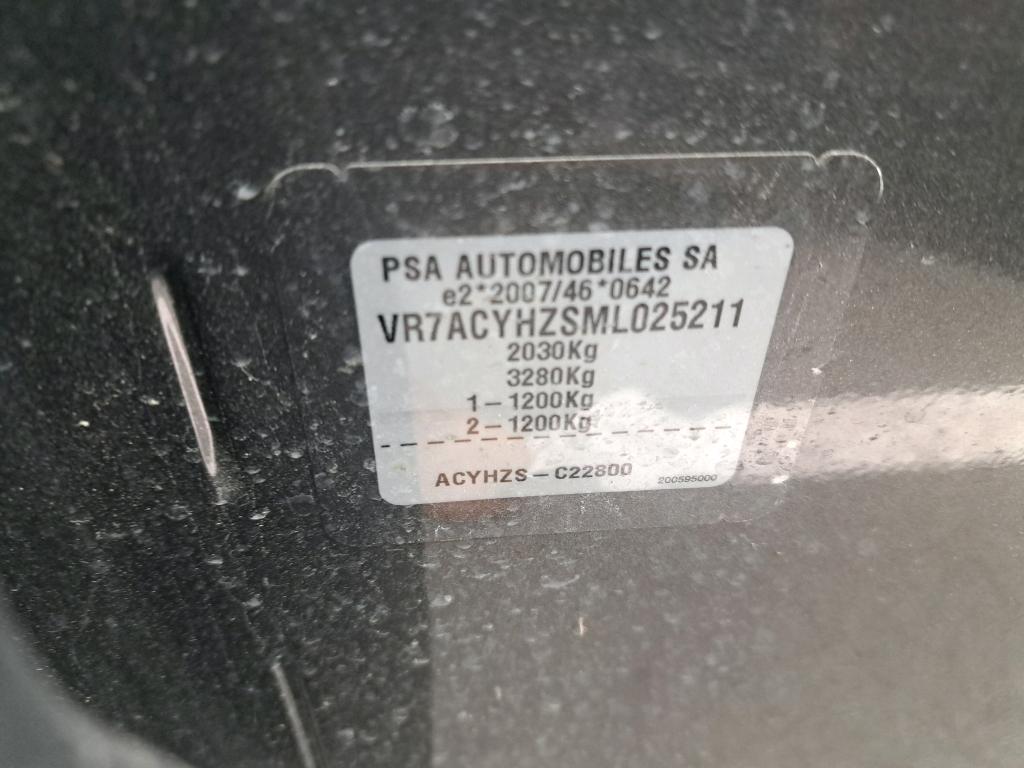 PSA AUTOMOBILES SA
e2*2007/46*0642
VR7ACYHZSML025211
2030Kg
3280Kg
1-1200Kg
2-1200Kg
ACYHZS-C22800
200595000